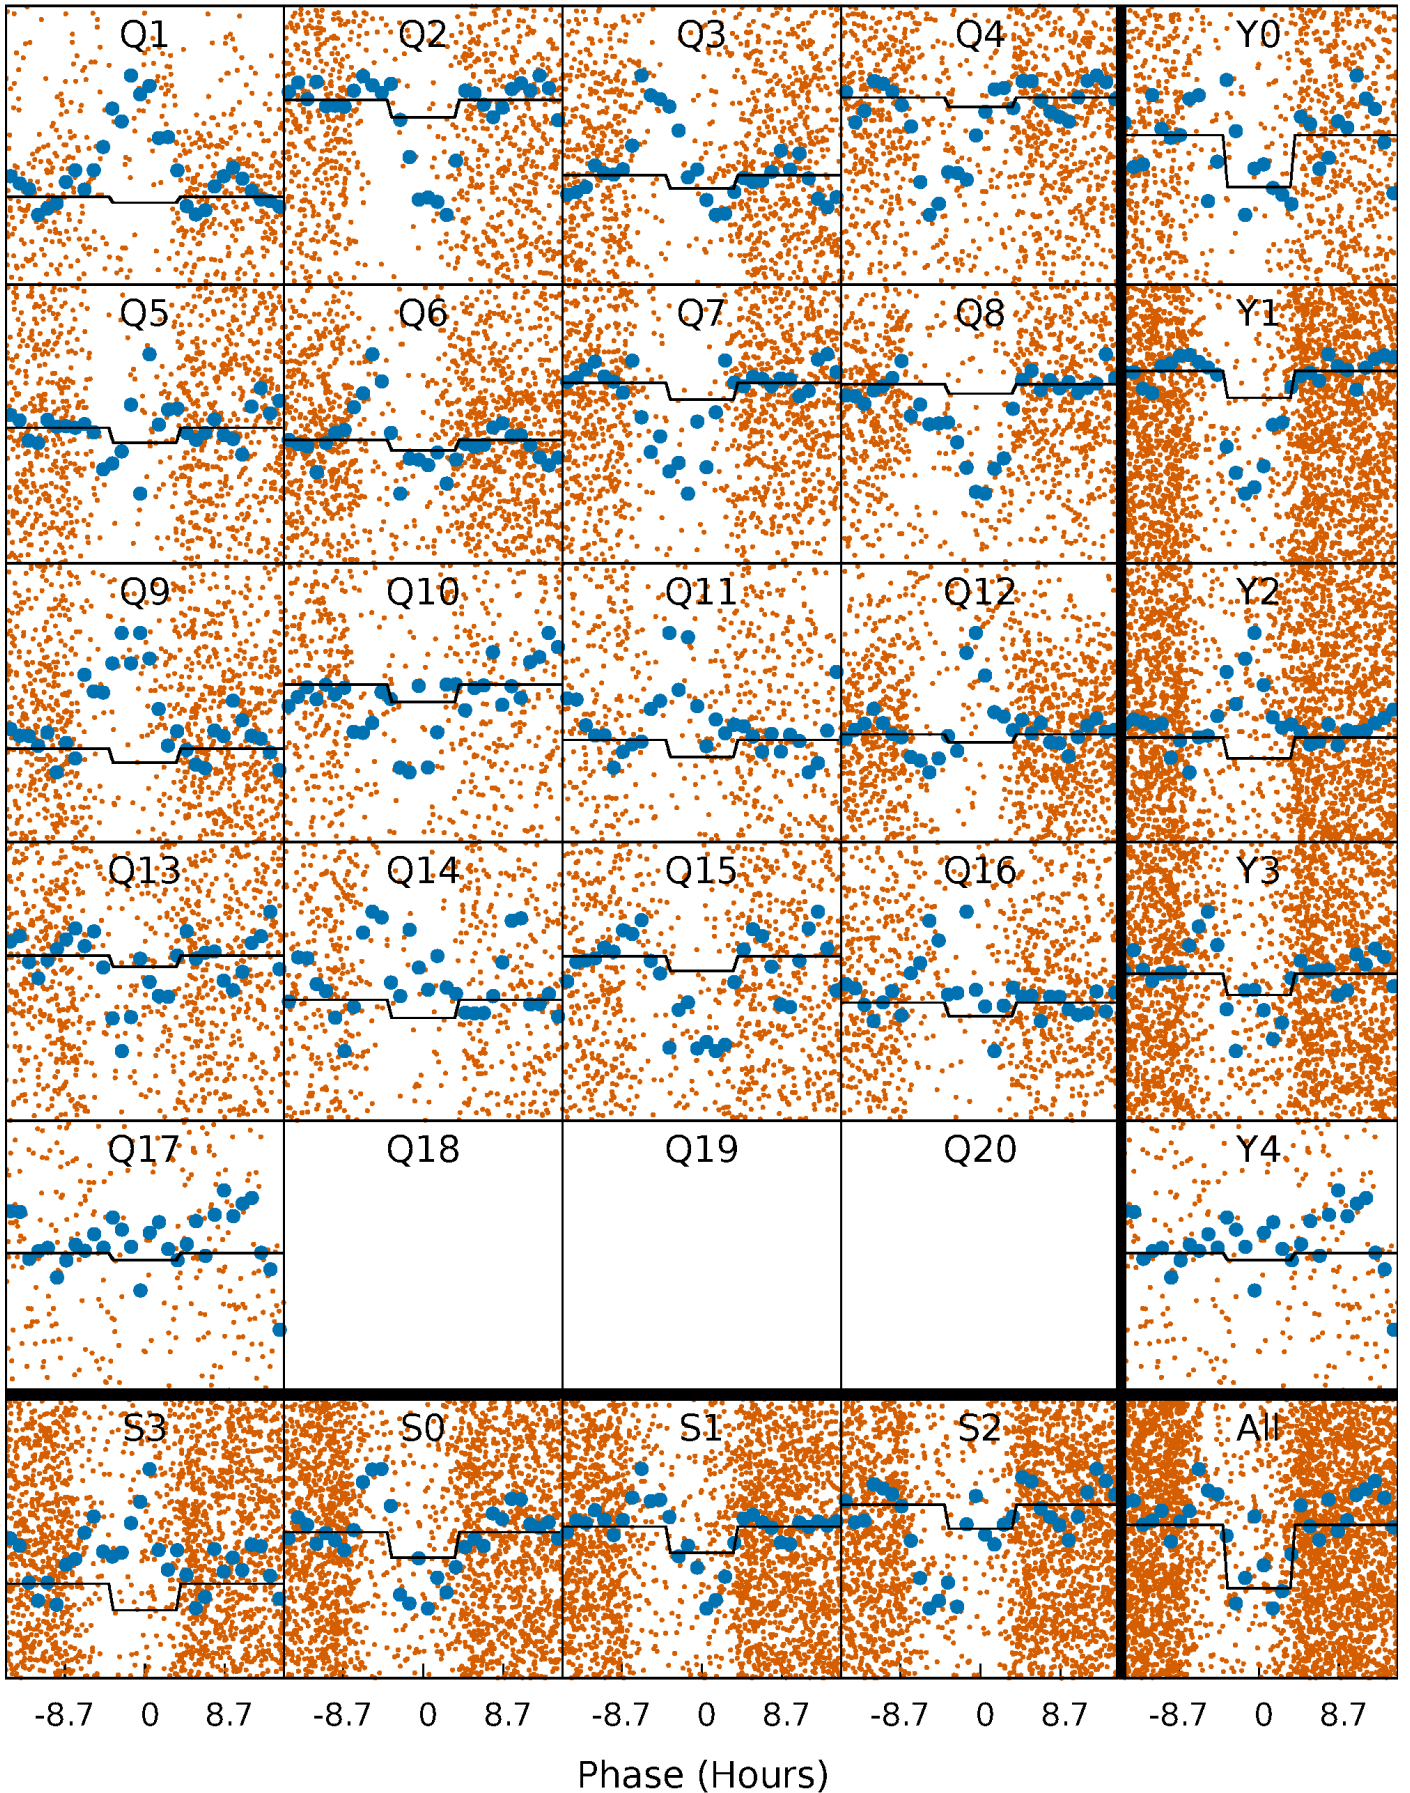 Q1 Q2 Q3 Q4 Y0
Q5 Q6 Q7 Q8 Y1
Q9 Q10 Q11 Q12 Y2
Q13 Q14 Q15 Q16 Y3
Q17 Q18 Q19 Q20 Y4
S3 S0 S1 S2 All
-8.7 0 8.7 -8.7 0 8.7 -8.7 0 8.7 -8.7 0 8.7 -8.7 0 8.7
Phase (Hours)